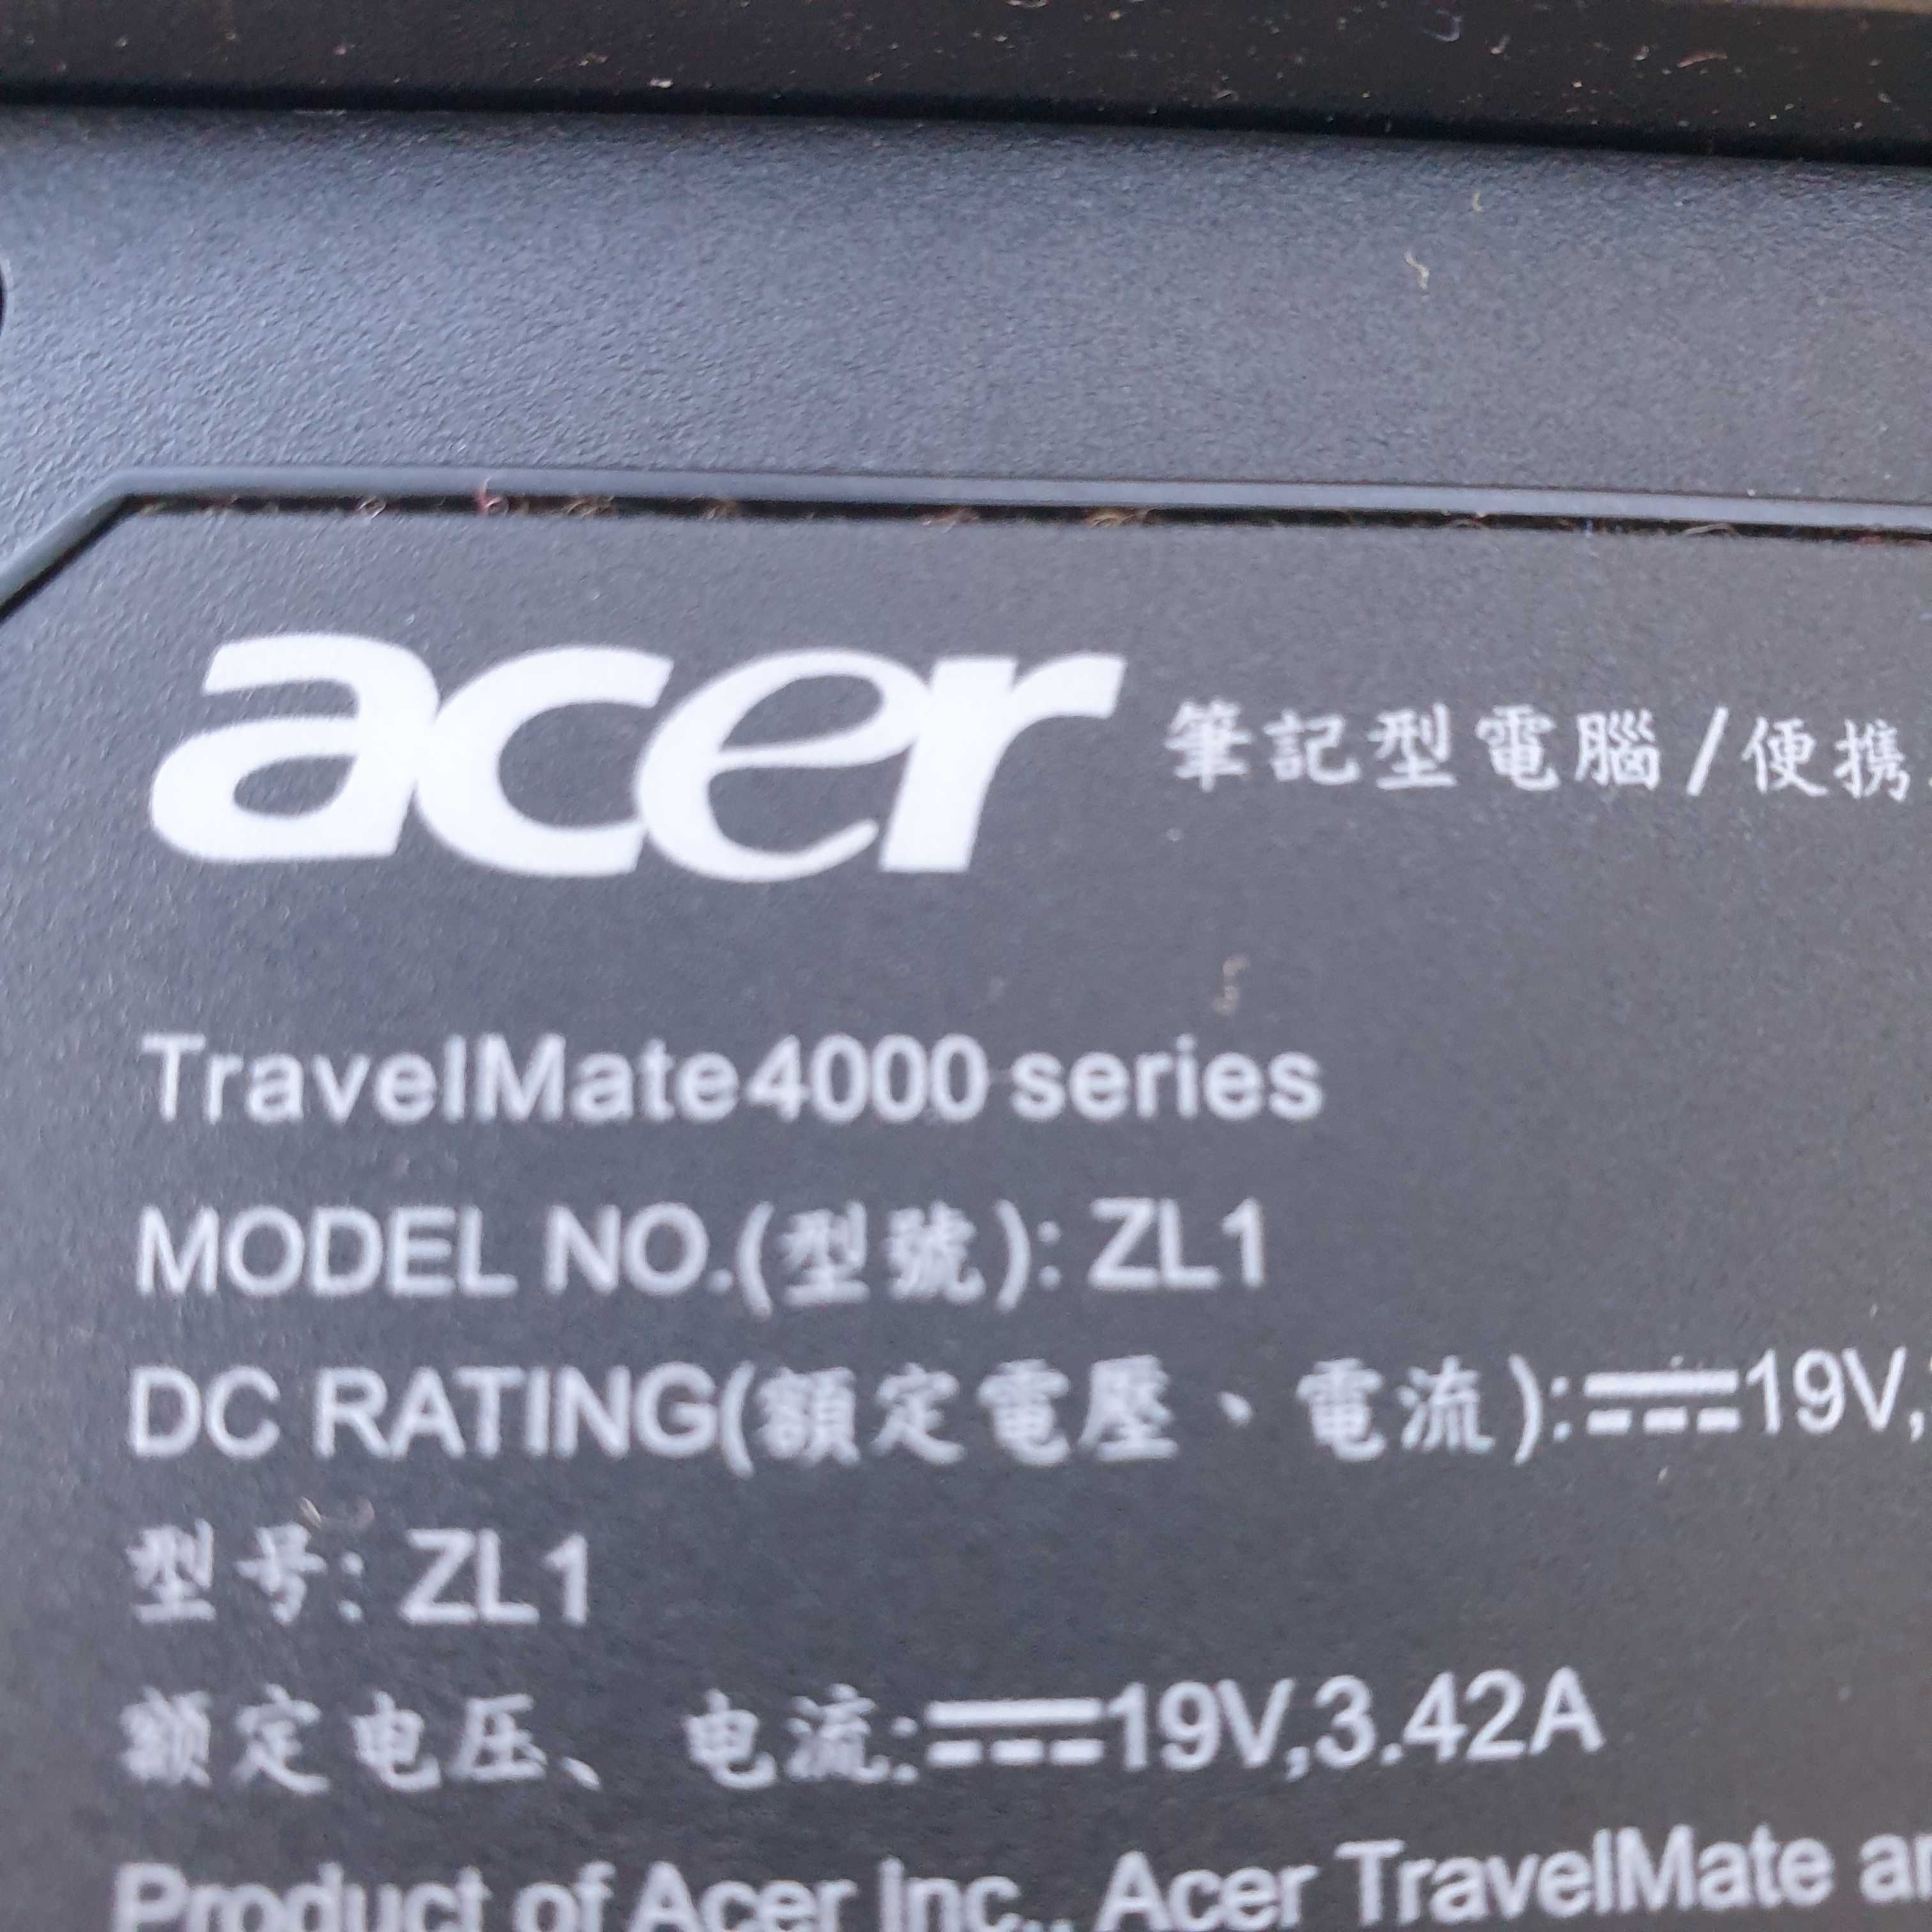 acer 筆記型電腦/便携
TravelMate4000 series
MODEL NO.(型號): ZL1
DC RATING(額定電壓、電流):⎓19V,
型号: ZL1
额定电压、电流:⎓19V,3.42A
Product of Acer Inc., Acer TravelMate